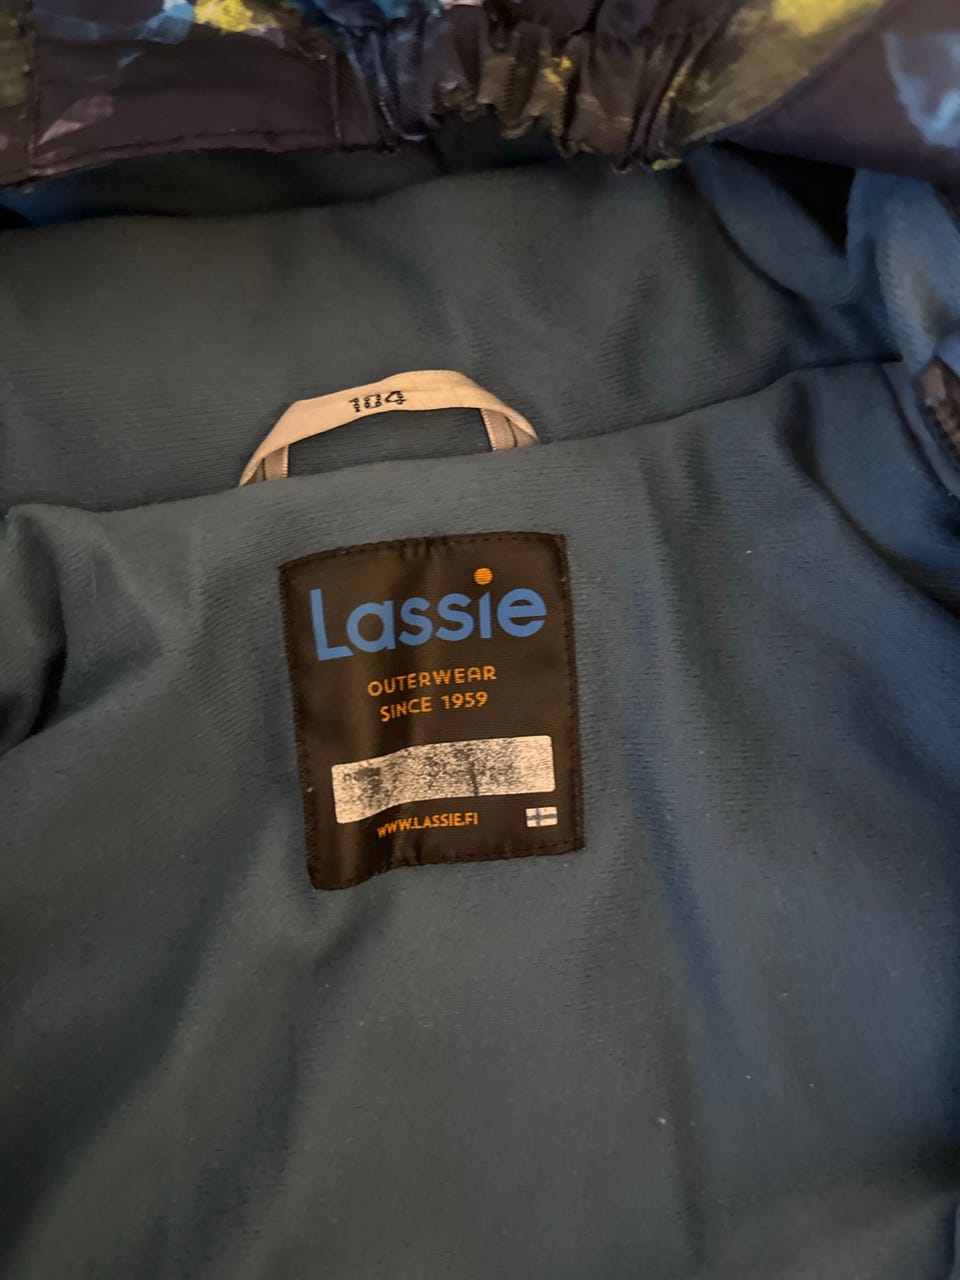 104
Lassie
OUTERWEAR
SINCE 1959
WWW.LASSIE.FI